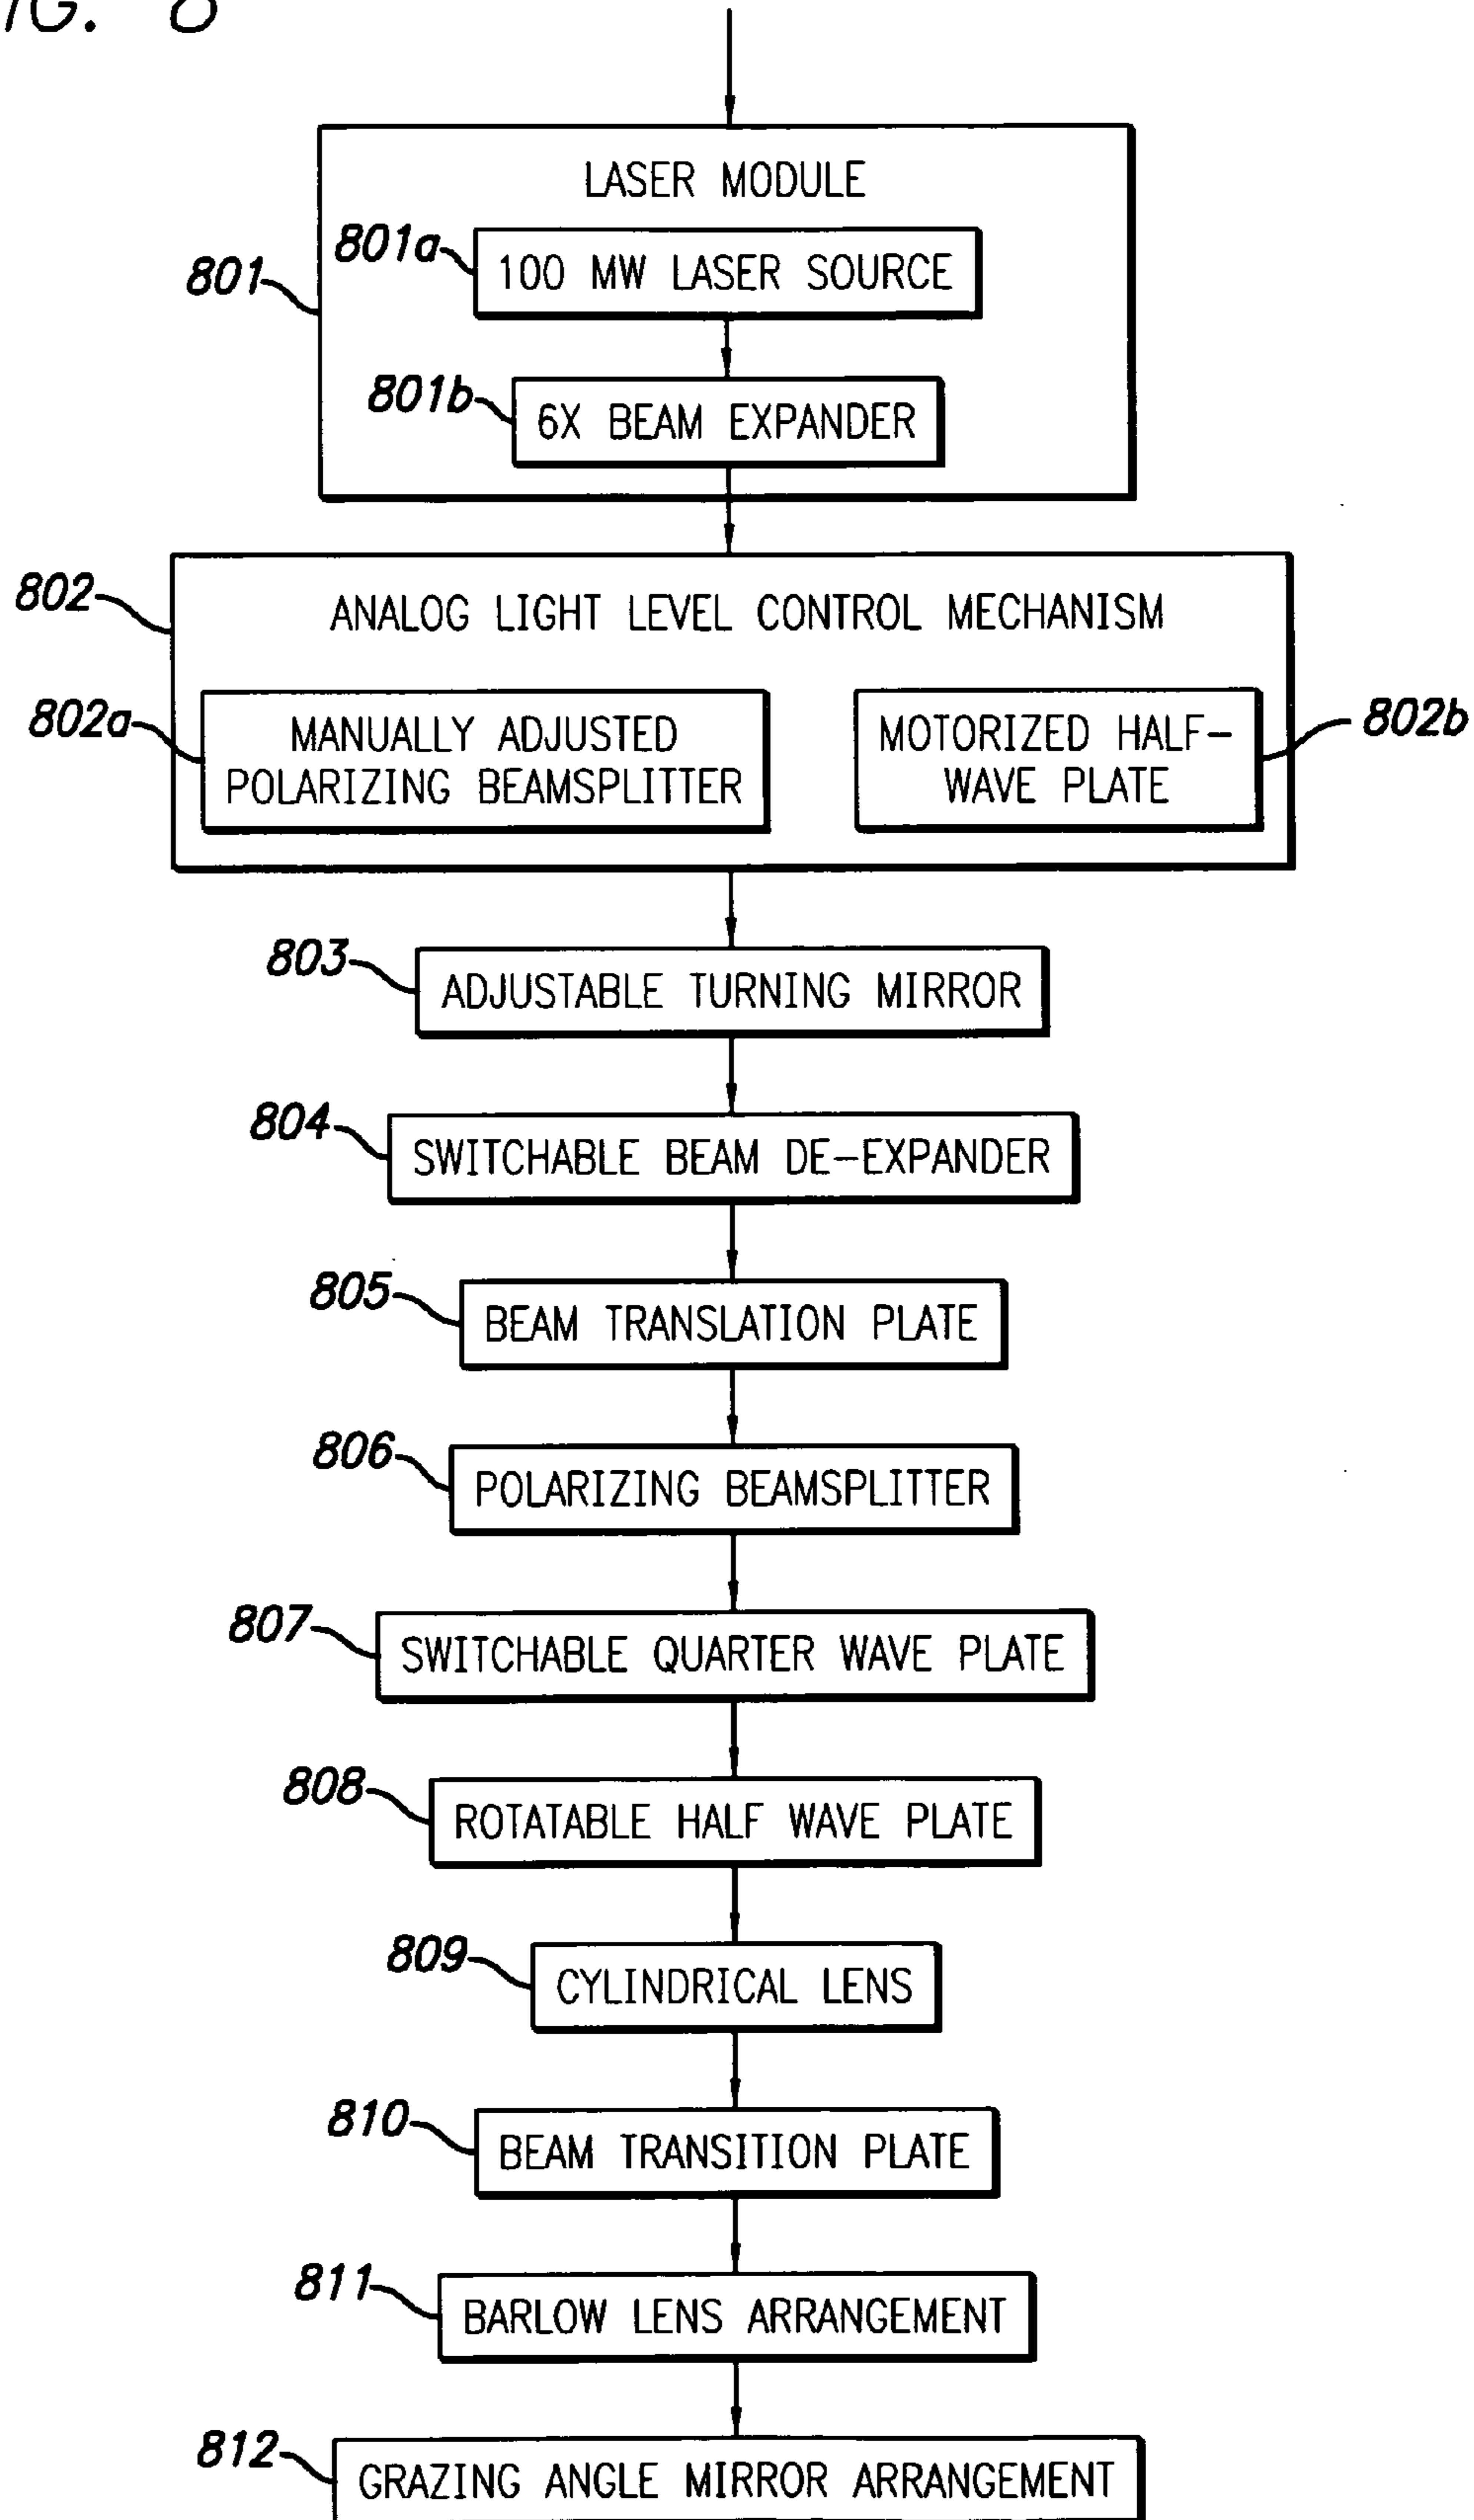 IG. 8
LASER MODULE
801a
801
100 MW LASER SOURCE
801b
6X BEAM EXPANDER
802
ANALOG LIGHT LEVEL CONTROL MECHANISM
802a
MANUALLY ADJUSTED
POLARIZING BEAMSPLITTER
MOTORIZED HALF-
WAVE PLATE
802b
803
ADJUSTABLE TURNING MIRROR
804
SWITCHABLE BEAM DE-EXPANDER
805
BEAM TRANSLATION PLATE
806
POLARIZING BEAMSPLITTER
807
SWITCHABLE QUARTER WAVE PLATE
808
ROTATABLE HALF WAVE PLATE
809
CYLINDRICAL LENS
810
BEAM TRANSITION PLATE
811
BARLOW LENS ARRANGEMENT
812
GRAZING ANGLE MIRROR ARRANGEMENT